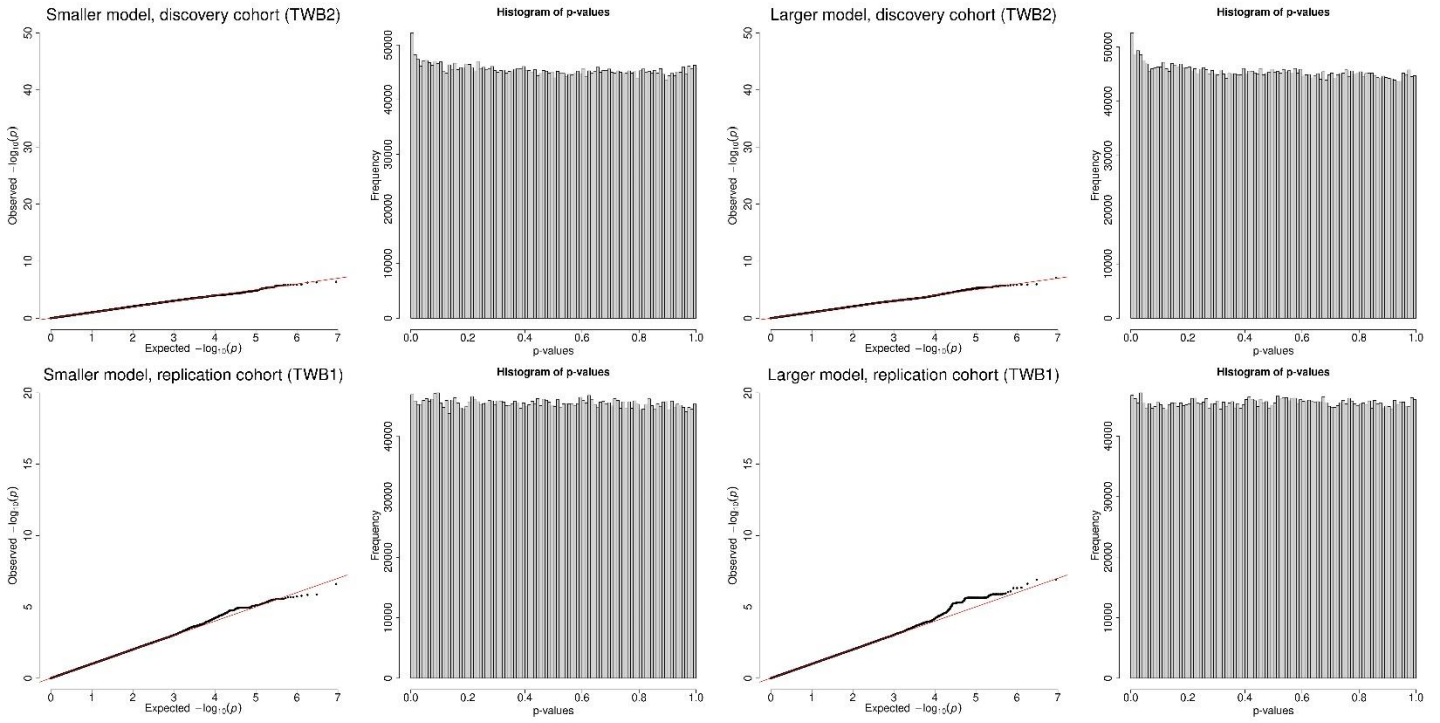 Smaller model, discovery cohort (TWB2)
50
40
30
20
10
0
Observed −log10(p)
0 1 2 3 4 5 6 7
Expected −log10(p)
Histogram of p-values
50000
40000
30000
20000
10000
0
Frequency
0.0 0.2 0.4 0.6 0.8 1.0
p-values
Larger model, discovery cohort (TWB2)
50
40
30
20
10
0
Observed −log10(p)
0 1 2 3 4 5 6 7
Expected −log10(p)
Histogram of p-values
50000
40000
30000
20000
10000
0
Frequency
0.0 0.2 0.4 0.6 0.8 1.0
p-values
Smaller model, replication cohort (TWB1)
20
15
10
5
0
Observed −log10(p)
0 1 2 3 4 5 6 7
Expected −log10(p)
Histogram of p-values
40000
30000
20000
10000
0
Frequency
0.0 0.2 0.4 0.6 0.8 1.0
p-values
Larger model, replication cohort (TWB1)
20
15
10
5
0
Observed −log10(p)
0 1 2 3 4 5 6 7
Expected −log10(p)
Histogram of p-values
40000
30000
20000
10000
0
Frequency
0.0 0.2 0.4 0.6 0.8 1.0
p-values